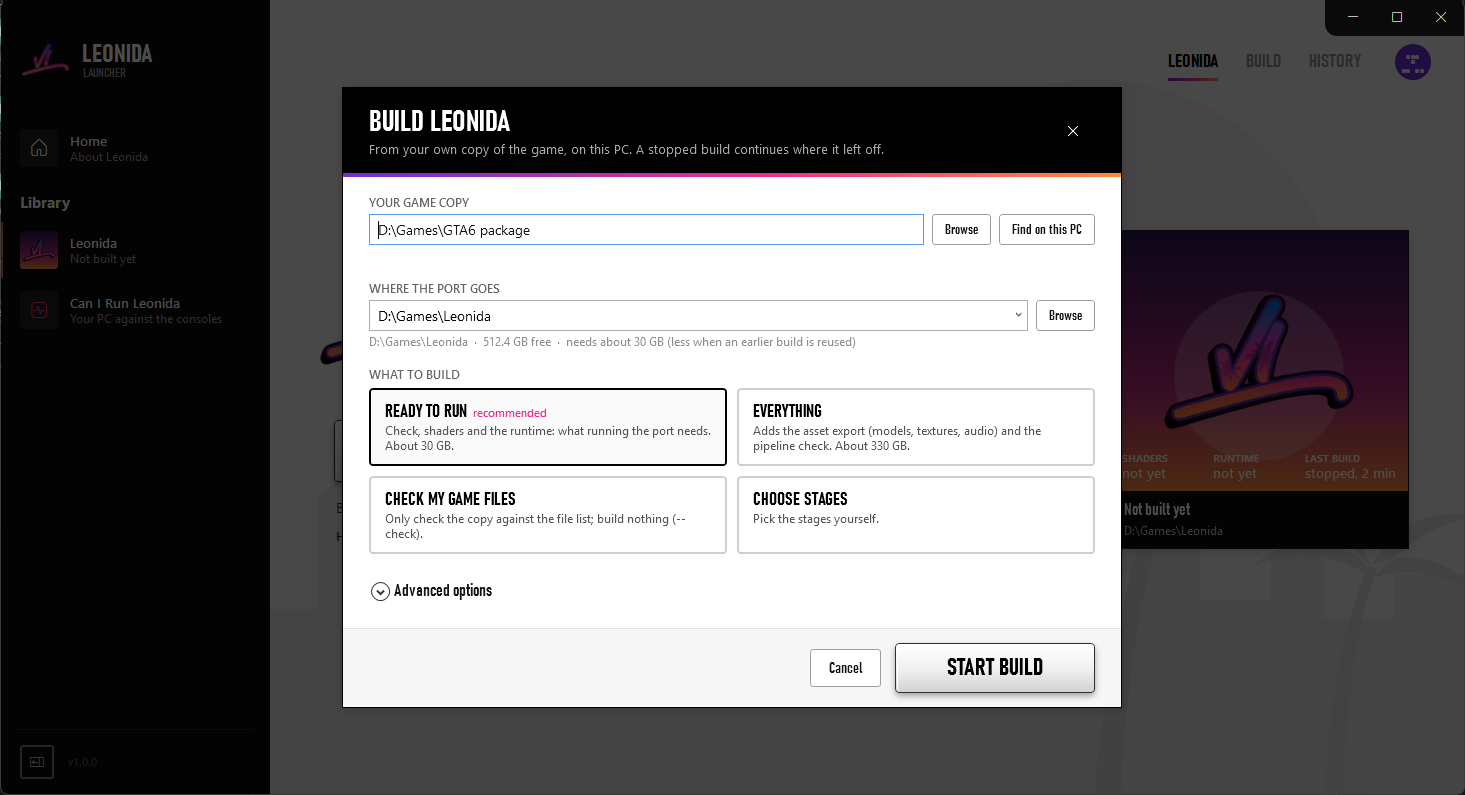 LEONIDA
LAUNCHER
LEONIDA
BUILD
HISTORY
Home
About Leonida
Library
Leonida
Not built yet
Can I Run Leonida
Your PC against the consoles
v1.0.0
BUILD LEONIDA
From your own copy of the game, on this PC. A stopped build continues where it left off.
YOUR GAME COPY
D:\Games\GTA6 package
Browse
Find on this PC
WHERE THE PORT GOES
D:\Games\Leonida
Browse
D:\Games\Leonida · 512.4 GB free · needs about 30 GB (less when an earlier build is reused)
WHAT TO BUILD
READY TO RUN recommended
Check, shaders and the runtime: what running the port needs.
About 30 GB.
EVERYTHING
Adds the asset export (models, textures, audio) and the
pipeline check. About 330 GB.
CHECK MY GAME FILES
Only check the copy against the file list; build nothing (--
check).
CHOOSE STAGES
Pick the stages yourself.
Advanced options
Cancel
START BUILD
SHADERS
not yet
RUNTIME
not yet
LAST BUILD
stopped, 2 min
Not built yet
D:\Games\Leonida